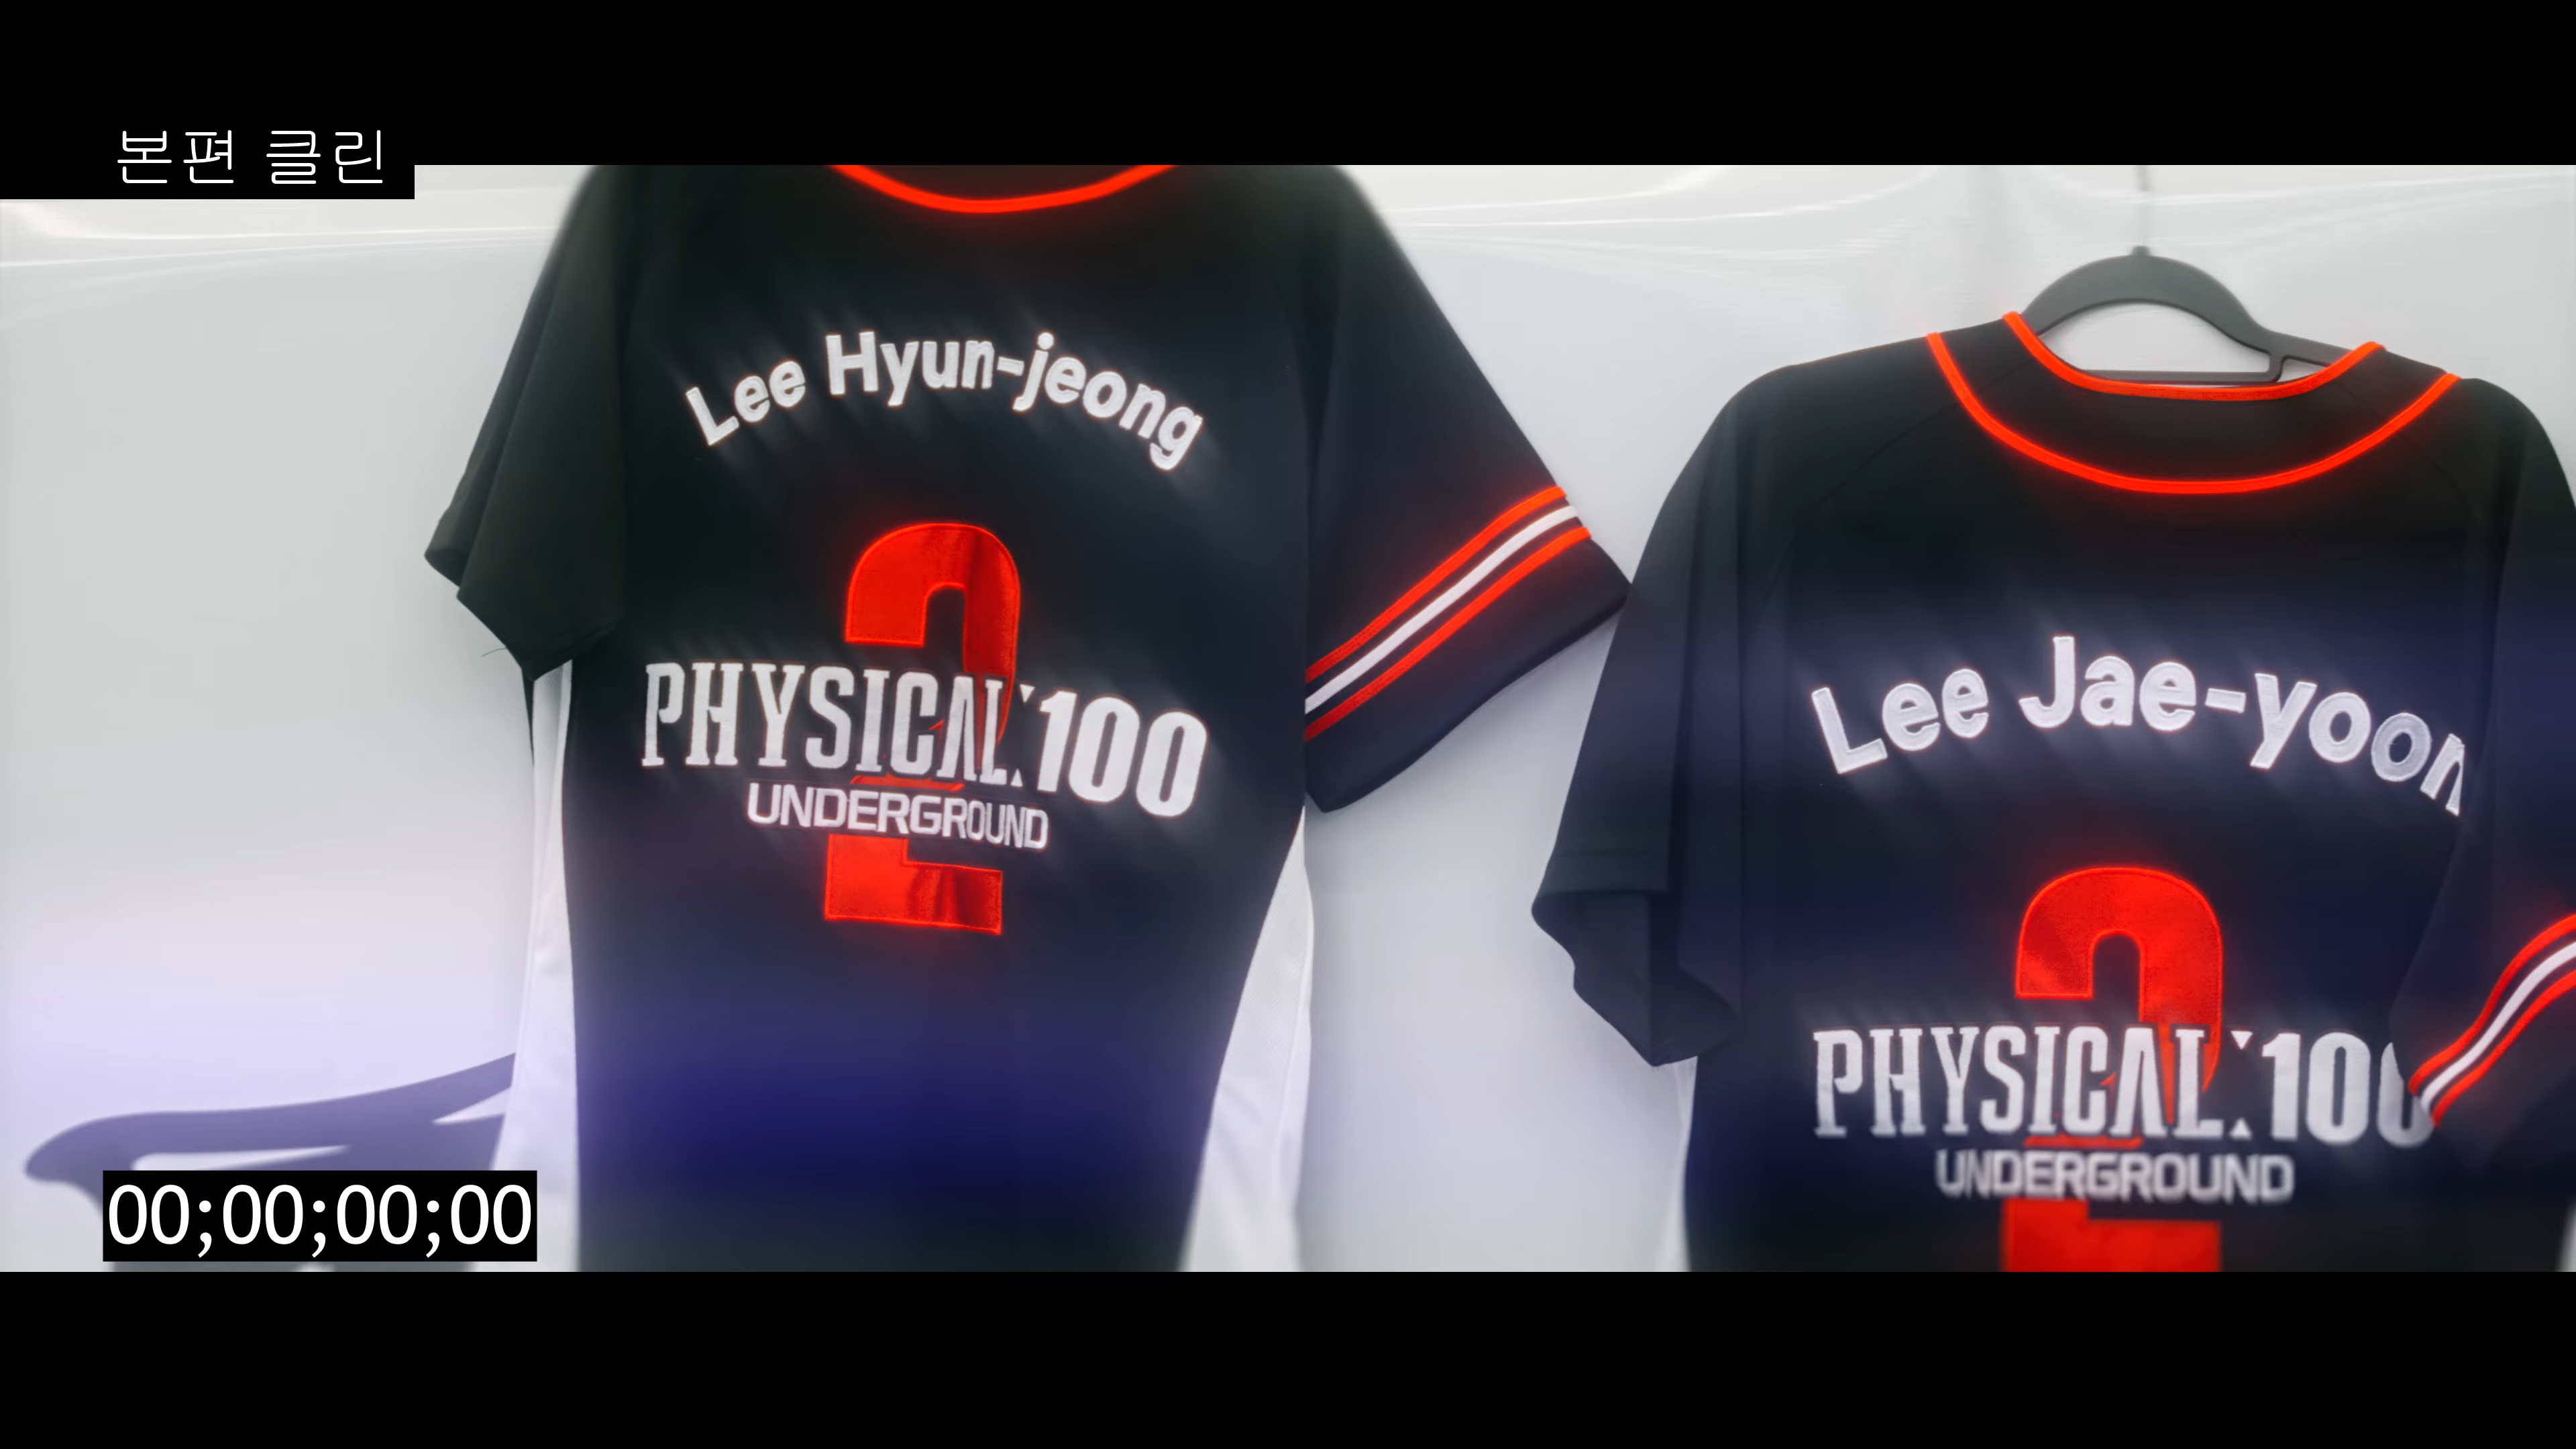 본편 클린
Lee Hyun-jeong
2
PHYSICAL:100
UNDERGROUND
Lee Jae-yoon
2
PHYSICAL:100
UNDERGROUND
00;00;00;00